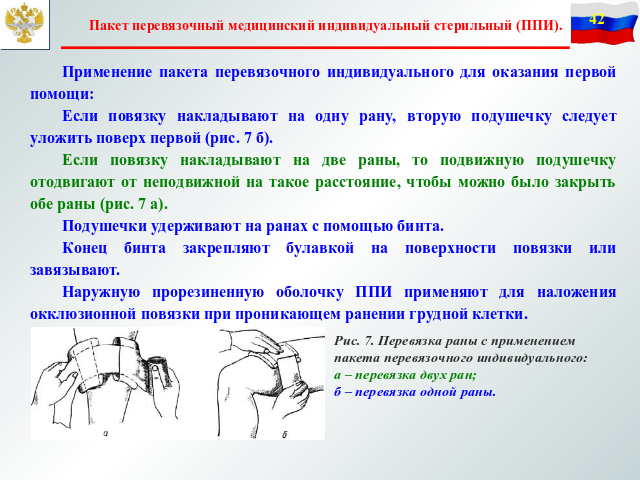 Пакет перевязочный медицинский индивидуальный стерильный (ППИ).
42
Применение пакета перевязочного индивидуального для оказания первой
помощи:
Если повязку накладывают на одну рану, вторую подушечку следует
уложить поверх первой (рис. 7 б).
Если повязку накладывают на две раны, то подвижную подушечку
отодвигают от неподвижной на такое расстояние, чтобы можно было закрыть
обе раны (рис. 7 а).
Подушечки удерживают на ранах с помощью бинта.
Конец бинта закрепляют булавкой на поверхности повязки или
завязывают.
Наружную прорезиненную оболочку ППИ применяют для наложения
окклюзионной повязки при проникающем ранении грудной клетки.
Рис. 7. Перевязка раны с применением
пакета перевязочного индивидуального:
а – перевязка двух ран;
б – перевязка одной раны.
а
б